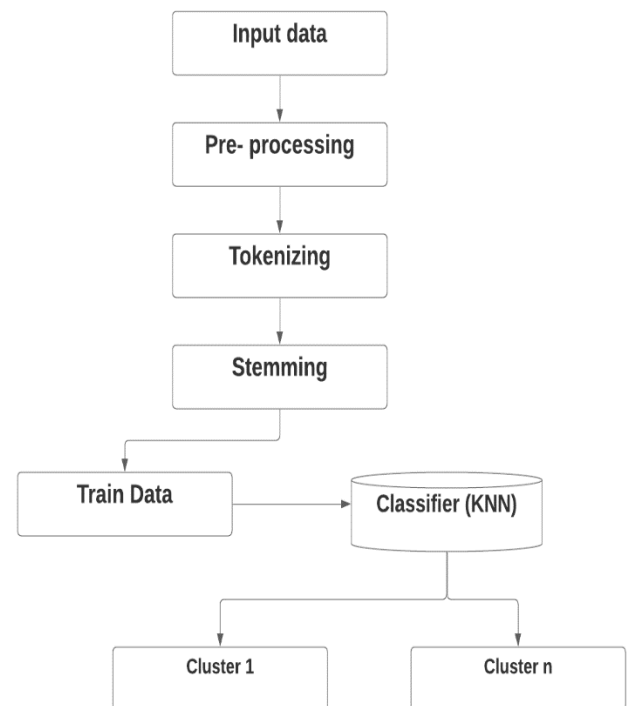 Input data
Pre- processing
Tokenizing
Stemming
Train Data
Classifier (KNN)
Cluster 1
Cluster n